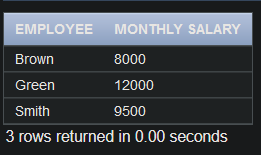 EMPLOYEE MONTHLY SALARY
Brown 8000
Green 12000
Smith 9500
3 rows returned in 0.00 seconds